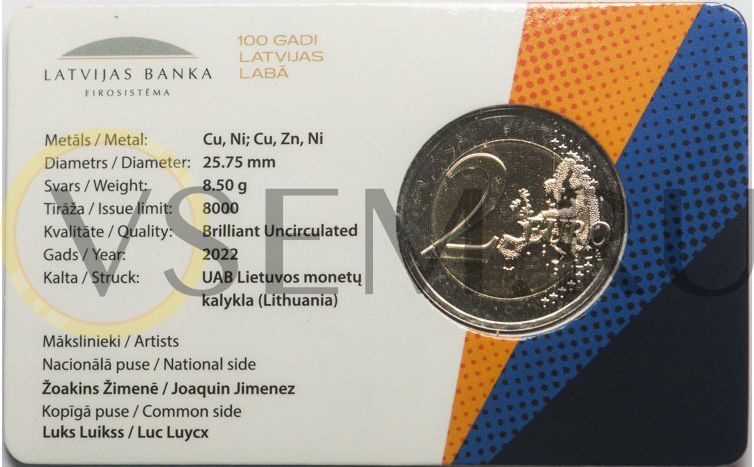 LATVIJAS BANKA
EIROSISTĒMA
100 GADI
LATVIJAS
LABĀ
Metāls / Metal: Cu, Ni; Cu, Zn, Ni
Diametrs / Diameter: 25.75 mm
Svars / Weight: 8.50 g
Tirāža / Issue limit: 8000
Kvalitāte / Quality: Brilliant Uncirculated
Gads / Year: 2022
Kalta / Struck: UAB Lietuvos monetų
kalykla (Lithuania)
Mākslinieki / Artists
Nacionālā puse / National side
Žoakins Žimenē / Joaquin Jimenez
Kopīgā puse / Common side
Luks Luikss / Luc Luycx
2 EURO
VSEM.RU